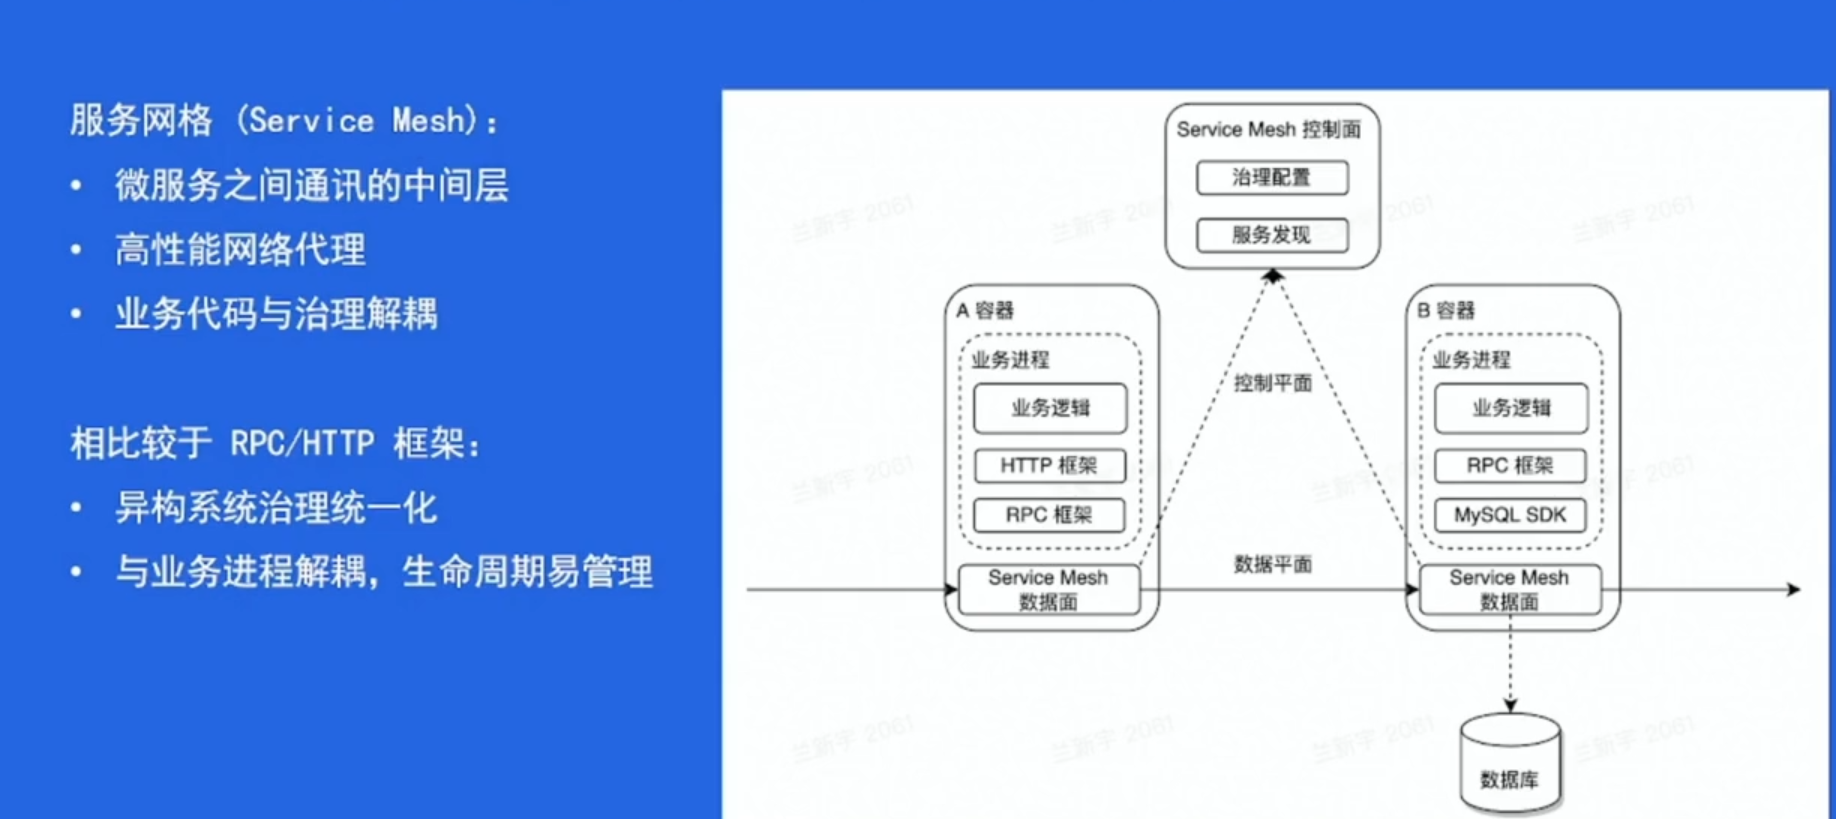 服务网格 (Service Mesh)：
• 微服务之间通讯的中间层
• 高性能网络代理
• 业务代码与治理解耦
相比较于 RPC/HTTP 框架：
• 异构系统治理统一化
• 与业务进程解耦，生命周期易管理
Service Mesh 控制面
治理配置
服务发现
A 容器
业务进程
业务逻辑
HTTP 框架
RPC 框架
Service Mesh
数据面
控制平面
数据平面
B 容器
业务进程
业务逻辑
RPC 框架
MySQL SDK
Service Mesh
数据面
数据库
兰新宇 2061
兰新宇 2061
兰新宇 2061
兰新宇 2061
兰新宇 2061
兰新宇 2061
兰新宇 2061
兰新宇 2061
兰新宇 2061
兰新宇 2061